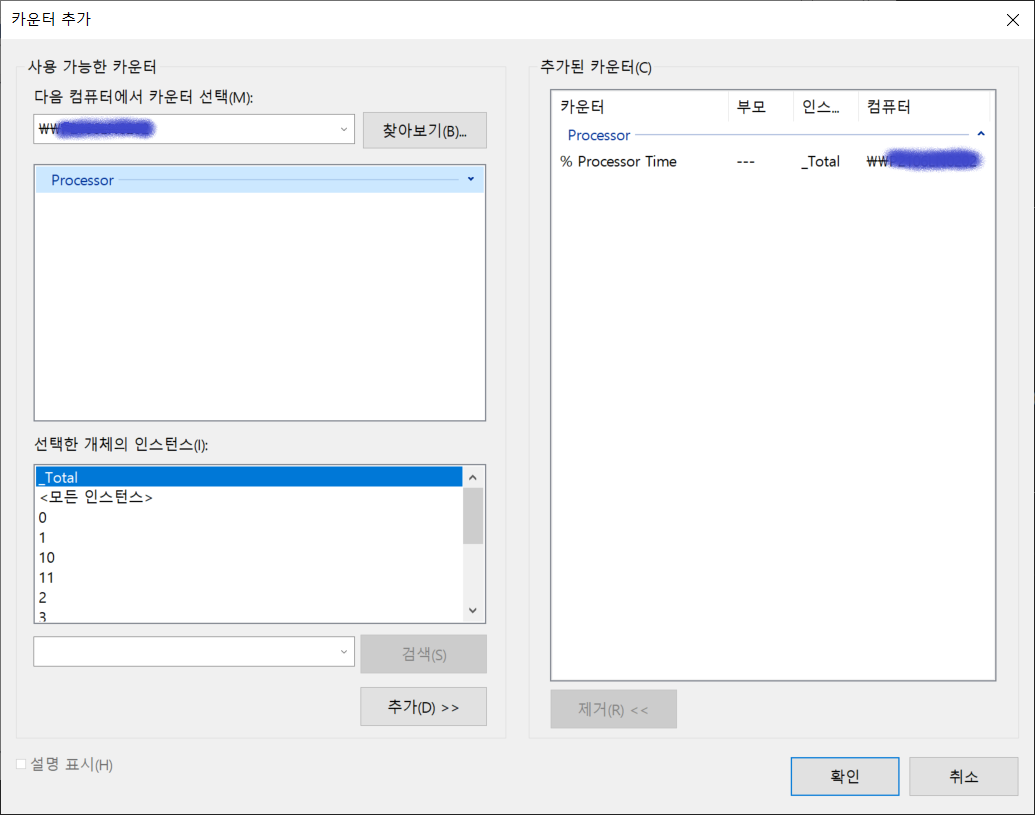 카운터 추가
사용 가능한 카운터
다음 컴퓨터에서 카운터 선택(M):
₩₩
찾아보기(B)...
Processor
선택한 개체의 인스턴스(I):
_Total
<모든 인스턴스>
0
1
10
11
2
3
검색(S)
추가(D) >>
설명 표시(H)
추가된 카운터(C)
카운터 부모 인스... 컴퓨터
Processor
% Processor Time --- _Total ₩₩
제거(R) <<
확인 취소